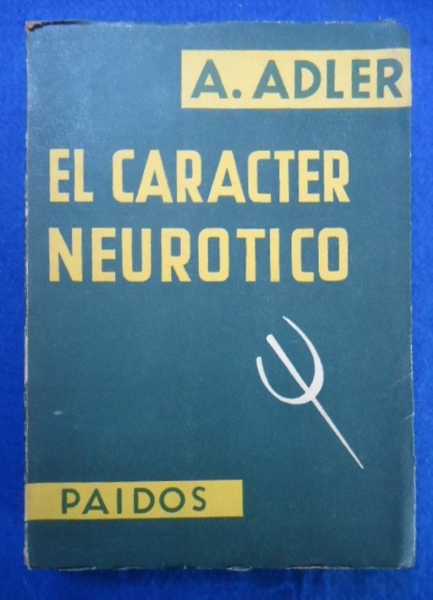 A. ADLER
EL CARACTER
NEUROTICO
PAIDOS